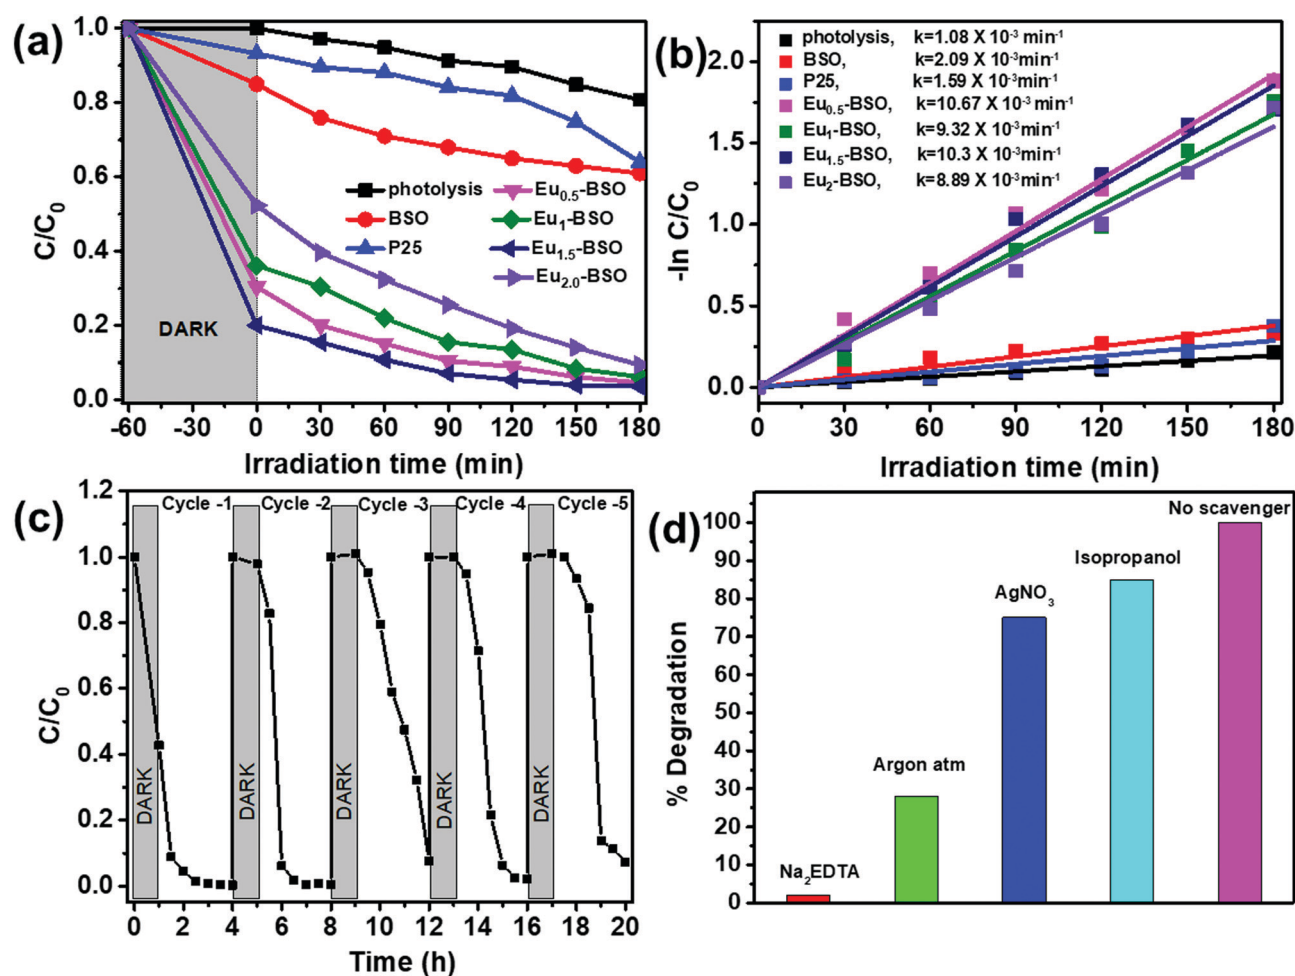 (a)
1.0
0.8
0.6
0.4
0.2
0.0
C/C₀
DARK
photolysis
BSO
P25
Eu₀.₅-BSO
Eu₁-BSO
Eu₁.₅-BSO
Eu₂.₀-BSO
-60 -30 0 30 60 90 120 150 180
Irradiation time (min)
(b)
2.0
1.5
1.0
0.5
0.0
-ln C/C₀
photolysis, k=1.08 X 10⁻³ min⁻¹
BSO, k=2.09 X 10⁻³min⁻¹
P25, k=1.59 X 10⁻³min⁻¹
Eu₀.₅-BSO, k=10.67 X 10⁻³ min⁻¹
Eu₁-BSO, k=9.32 X 10⁻³min⁻¹
Eu₁.₅-BSO, k=10.3 X 10⁻³min⁻¹
Eu₂-BSO, k=8.89 X 10⁻³min⁻¹
0 30 60 90 120 150 180
Irradiation time (min)
(c)
1.2
1.0
0.8
0.6
0.4
0.2
0.0
C/C₀
Cycle -1 Cycle -2 Cycle -3 Cycle -4 Cycle -5
DARK DARK DARK DARK DARK
0 2 4 6 8 10 12 14 16 18 20
Time (h)
(d)
100
90
80
70
60
50
40
30
20
10
0
% Degradation
Na₂EDTA
Argon atm
AgNO₃
Isopropanol
No scavenger